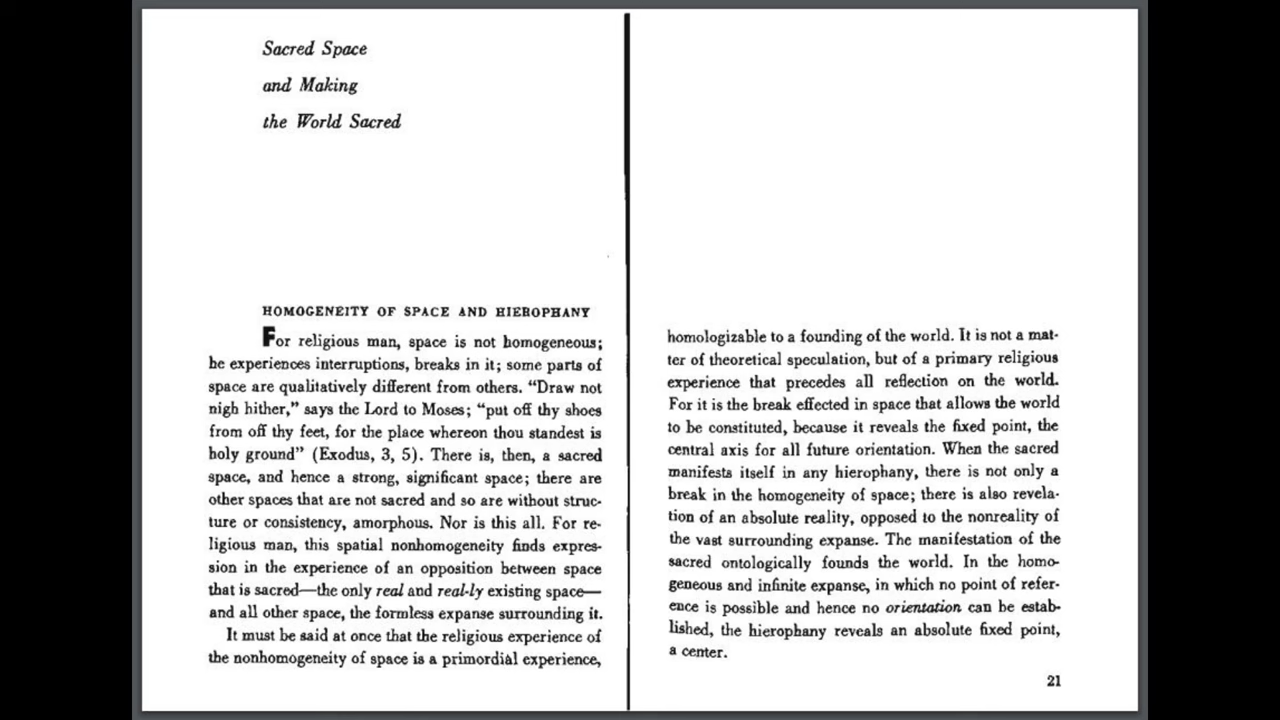 Sacred Space
and Making
the World Sacred
HOMOGENEITY OF SPACE AND HIEROPHANY
For religious man, space is not homogeneous;
he experiences interruptions, breaks in it; some parts of
space are qualitatively different from others. “Draw not
nigh hither,” says the Lord to Moses; “put off thy shoes
from off thy feet, for the place whereon thou standest is
holy ground” (Exodus, 3, 5). There is, then, a sacred
space, and hence a strong, significant space; there are
other spaces that are not sacred and so are without struc-
ture or consistency, amorphous. Nor is this all. For re-
ligious man, this spatial nonhomogeneity finds expres-
sion in the experience of an opposition between space
that is sacred—the only real and real-ly existing space—
and all other space, the formless expanse surrounding it.
It must be said at once that the religious experience of
the nonhomogeneity of space is a primordial experience,
homologizable to a founding of the world. It is not a mat-
ter of theoretical speculation, but of a primary religious
experience that precedes all reflection on the world.
For it is the break effected in space that allows the world
to be constituted, because it reveals the fixed point, the
central axis for all future orientation. When the sacred
manifests itself in any hierophany, there is not only a
break in the homogeneity of space; there is also revela-
tion of an absolute reality, opposed to the nonreality of
the vast surrounding expanse. The manifestation of the
sacred ontologically founds the world. In the homo-
geneous and infinite expanse, in which no point of refer-
ence is possible and hence no orientation can be estab-
lished, the hierophany reveals an absolute fixed point,
a center.
21